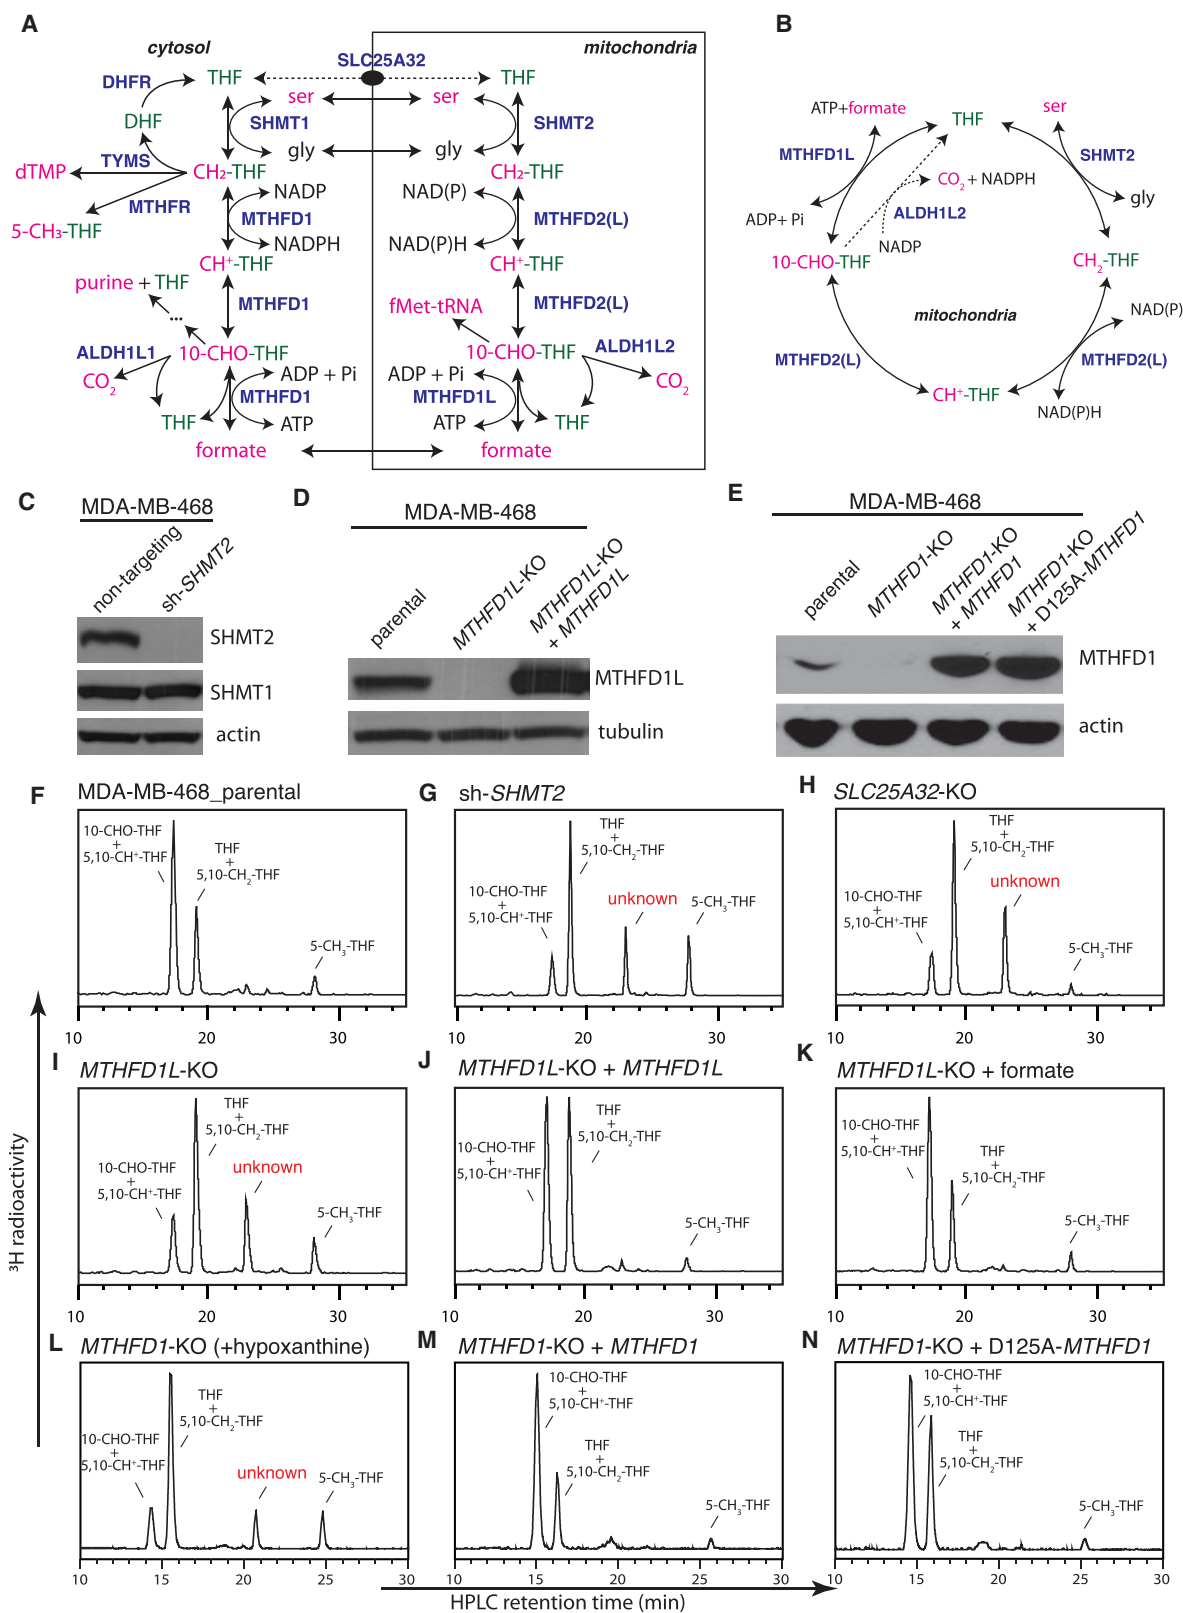 A
cytosol
mitochondria
SLC25A32
THF
THF
DHFR
ser
ser
DHF
SHMT1
SHMT2
TYMS
gly
gly
dTMP
CH₂-THF
CH₂-THF
MTHFR
NADP
NAD(P)
5-CH₃-THF
MTHFD1
MTHFD2(L)
NADPH
NAD(P)H
CH⁺-THF
CH⁺-THF
purine + THF
MTHFD1
fMet-tRNA
MTHFD2(L)
...
ALDH1L1
10-CHO-THF
10-CHO-THF
ALDH1L2
CO₂
ADP + Pi
ADP + Pi
CO₂
MTHFD1
MTHFD1L
THF
ATP
ATP
THF
formate
formate
B
ATP+formate
THF
ser
MTHFD1L
SHMT2
CO₂ + NADPH
gly
ADP+ Pi
ALDH1L2
NADP
10-CHO-THF
CH₂-THF
mitochondria
NAD(P)
MTHFD2(L)
MTHFD2(L)
CH⁺-THF
NAD(P)H
C
MDA-MB-468
non-targeting
sh-SHMT2
SHMT2
SHMT1
actin
D
MDA-MB-468
parental
MTHFD1L-KO
MTHFD1L-KO
+ MTHFD1L
MTHFD1L
tubulin
E
MDA-MB-468
parental
MTHFD1-KO
MTHFD1-KO
+ MTHFD1
MTHFD1-KO
+ D125A-MTHFD1
MTHFD1
actin
F
MDA-MB-468_parental
10-CHO-THF
+
5,10-CH⁺-THF
THF
+
5,10-CH₂-THF
5-CH₃-THF
10 20 30
G
sh-SHMT2
THF
+
5,10-CH₂-THF
10-CHO-THF
+
5,10-CH⁺-THF
unknown
5-CH₃-THF
10 20 30
H
SLC25A32-KO
THF
+
5,10-CH₂-THF
10-CHO-THF
+
5,10-CH⁺-THF
unknown
5-CH₃-THF
10 20 30
I
MTHFD1L-KO
THF
+
5,10-CH₂-THF
10-CHO-THF
+
5,10-CH⁺-THF
unknown
5-CH₃-THF
10 20 30
J
MTHFD1L-KO + MTHFD1L
THF
+
5,10-CH₂-THF
10-CHO-THF
+
5,10-CH⁺-THF
5-CH₃-THF
10 20 30
K
MTHFD1L-KO + formate
10-CHO-THF
+
5,10-CH⁺-THF
THF
+
5,10-CH₂-THF
5-CH₃-THF
10 20 30
L
MTHFD1-KO (+hypoxanthine)
THF
+
5,10-CH₂-THF
10-CHO-THF
+
5,10-CH⁺-THF
unknown
5-CH₃-THF
10 15 20 25 30
M
MTHFD1-KO + MTHFD1
10-CHO-THF
+
5,10-CH⁺-THF
THF
+
5,10-CH₂-THF
5-CH₃-THF
10 15 20 25 30
N
MTHFD1-KO + D125A-MTHFD1
10-CHO-THF
+
5,10-CH⁺-THF
THF
+
5,10-CH₂-THF
5-CH₃-THF
10 15 20 25 30
³H radioactivity
HPLC retention time (min)